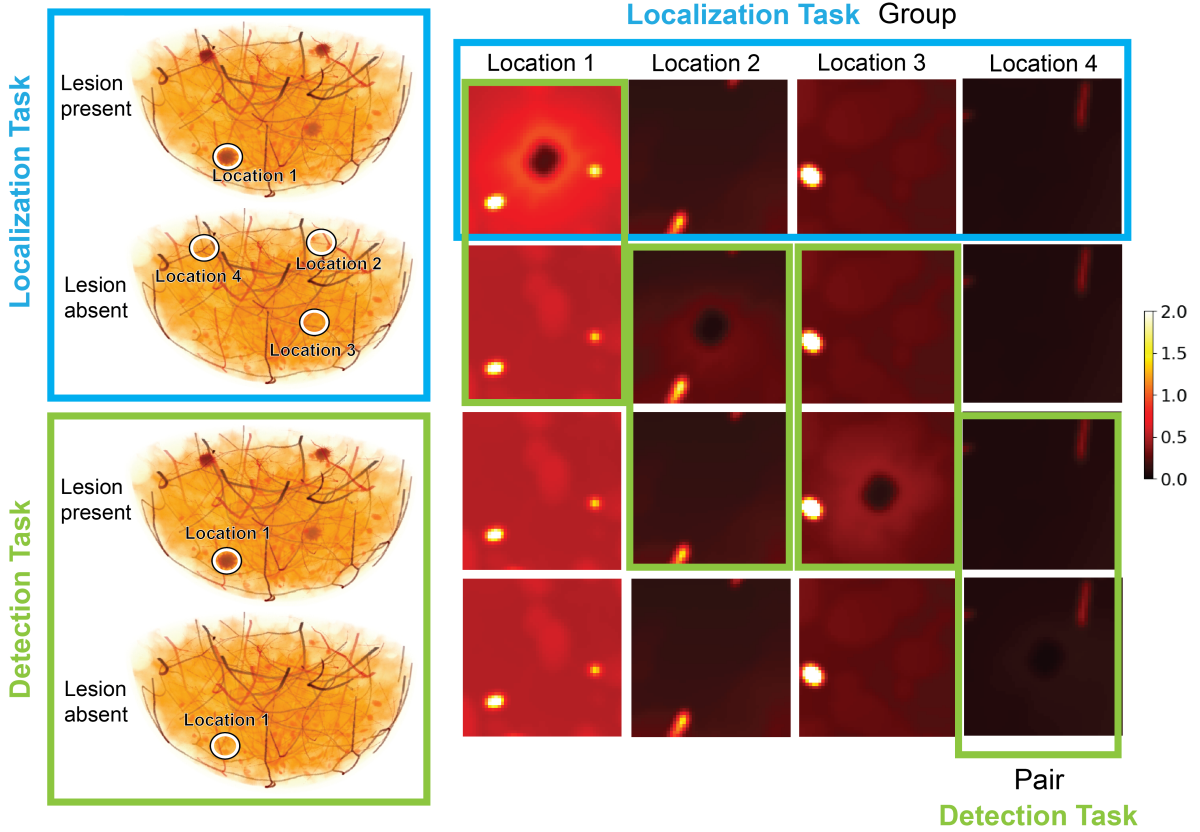 Localization Task Group
Localization Task
Lesion
present
Location 1
Location 4
Location 2
Lesion
absent
Location 3
Location 1
Location 2
Location 3
Location 4
2.0
1.5
1.0
0.5
0.0
Detection Task
Lesion
present
Location 1
Lesion
absent
Location 1
Pair
Detection Task